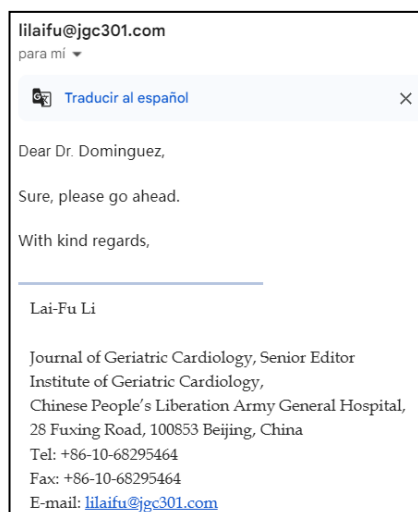 lilaifu@jgc301.com
para mí
Traducir al español
Dear Dr. Dominguez,
Sure, please go ahead.
With kind regards,
Lai-Fu Li
Journal of Geriatric Cardiology, Senior Editor
Institute of Geriatric Cardiology,
Chinese People's Liberation Army General Hospital,
28 Fuxing Road, 100853 Beijing, China
Tel: +86-10-68295464
Fax: +86-10-68295464
E-mail: lilaifu@jgc301.com